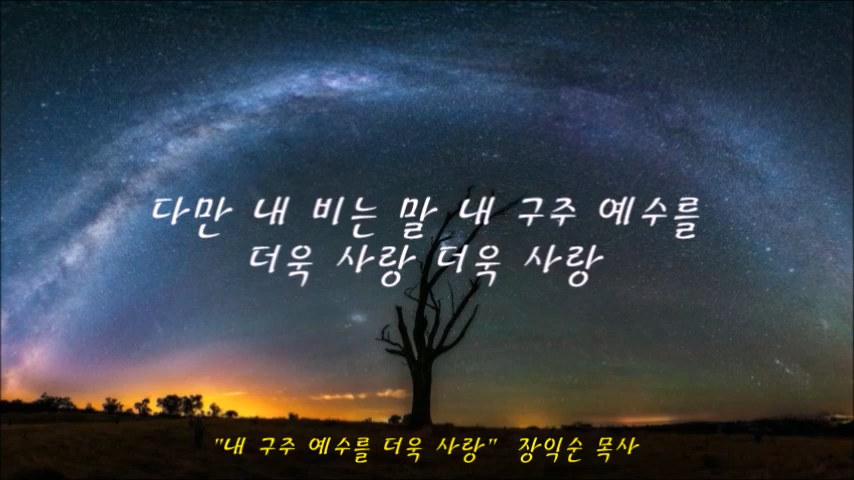 다만 내 비는 말 내 구주 예수를
더욱 사랑 더욱 사랑
"내 구주 예수를 더욱 사랑" 장익순 목사